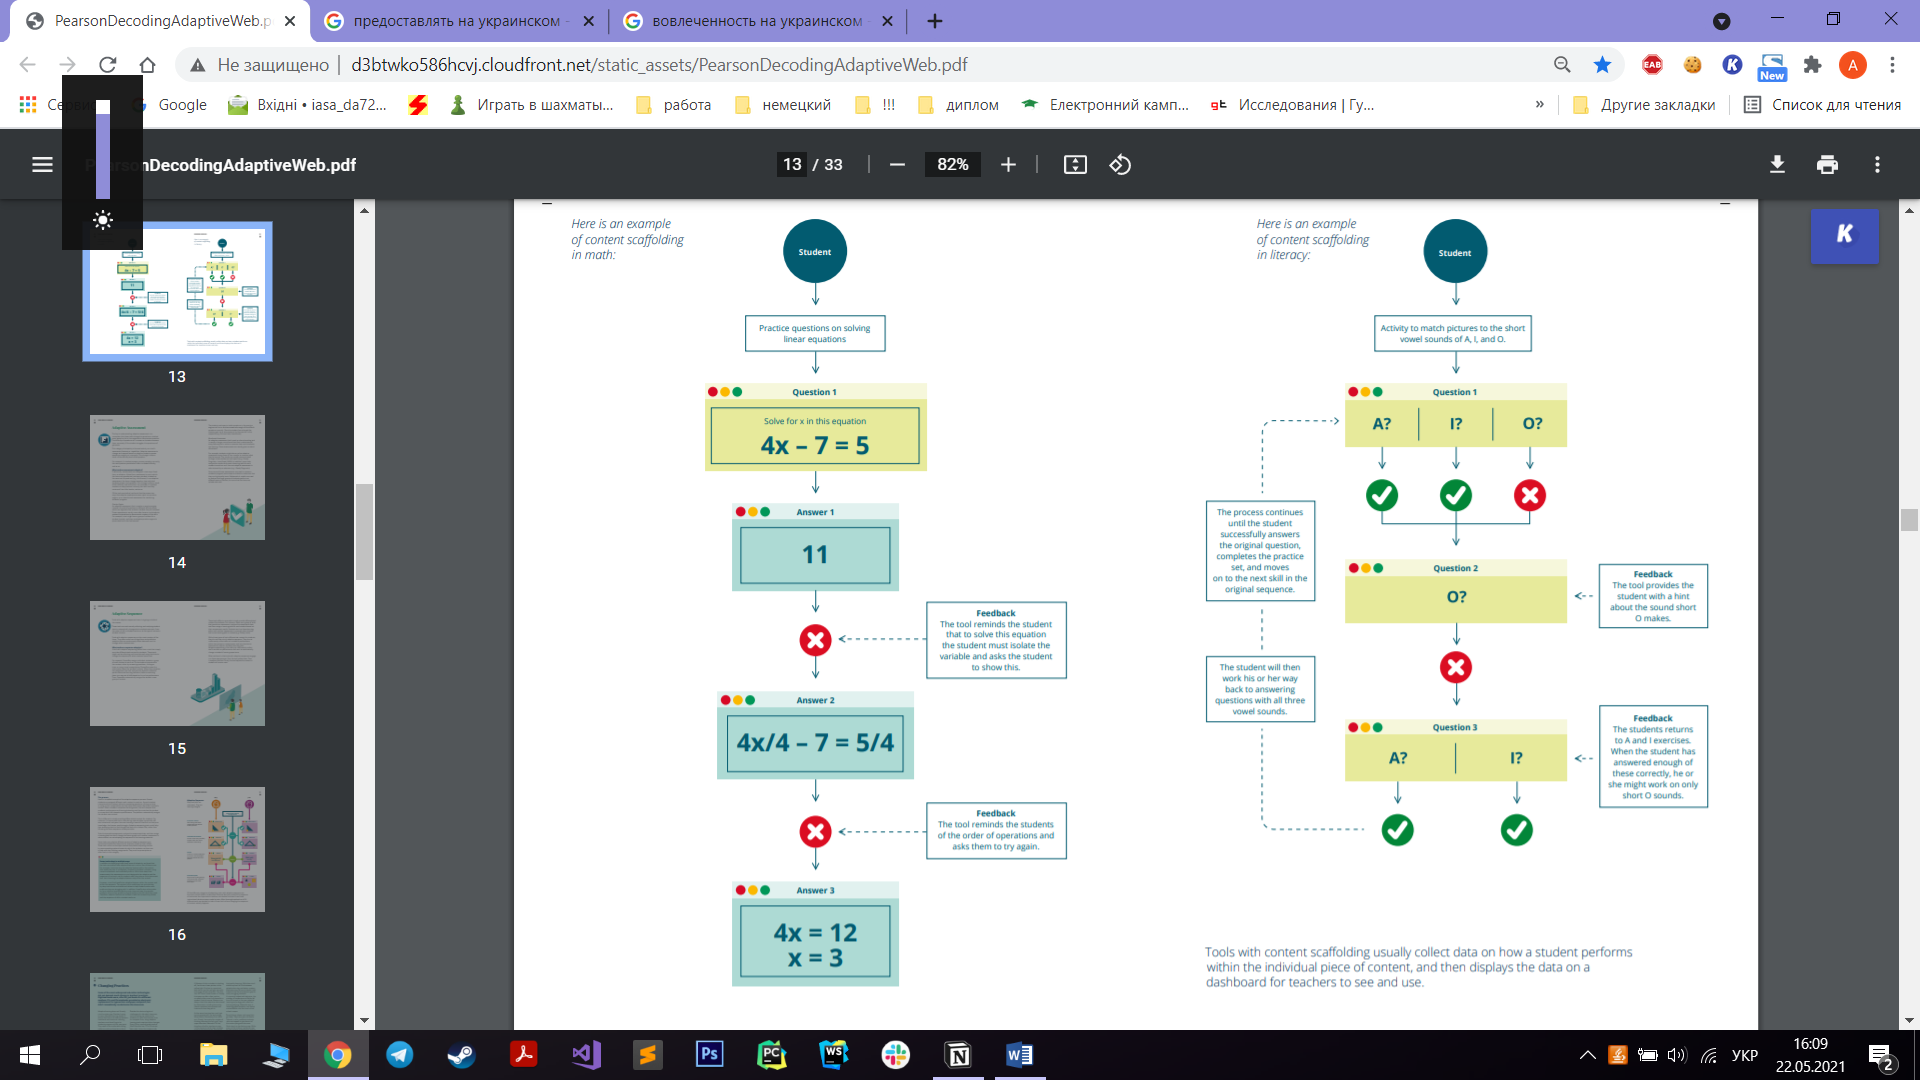 PearsonDecodingAdaptiveWeb.p
предоставлять на украинском -
вовлеченность на украинском -
Не защищено
d3btwko586hcvj.cloudfront.net/static_assets/PearsonDecodingAdaptiveWeb.pdf
EAB
K
New
A
Google
Вхідні • iasa_da72...
Играть в шахматы...
работа
немецкий
!!!
диплом
Електронний камп...
Исследования | Гу...
»
Другие закладки
Список для чтения
nDecodingAdaptiveWeb.pdf
13 / 33
82%
13
14
15
16
K
Here is an example
of content scaffolding
in math:
Student
Practice questions on solving
linear equations
Question 1
Solve for x in this equation
4x – 7 = 5
Answer 1
11
Feedback
The tool reminds the student
that to solve this equation
the student must isolate the
variable and asks the student
to show this.
Answer 2
4x/4 – 7 = 5/4
Feedback
The tool reminds the students
of the order of operations and
asks them to try again.
Answer 3
4x = 12
x = 3
Here is an example
of content scaffolding
in literacy:
Student
Activity to match pictures to the short
vowel sounds of A, I, and O.
Question 1
A? I? O?
The process continues
until the student
successfully answers
the original question,
completes the practice
set, and moves
on to the next skill in the
original sequence.
Question 2
O?
Feedback
The tool provides the
student with a hint
about the sound short
O makes.
The student will then
work his or her way
back to answering
questions with all three
vowel sounds.
Question 3
A? I?
Feedback
The students returns
to A and I exercises.
When the student has
answered enough of
these correctly, he or
she might work on only
short O sounds.
Tools with content scaffolding usually collect data on how a student performs
within the individual piece of content, and then displays the data on a
dashboard for teachers to see and use.
Ps
PC
WS
N
W
УКР
16:09
22.05.2021
2